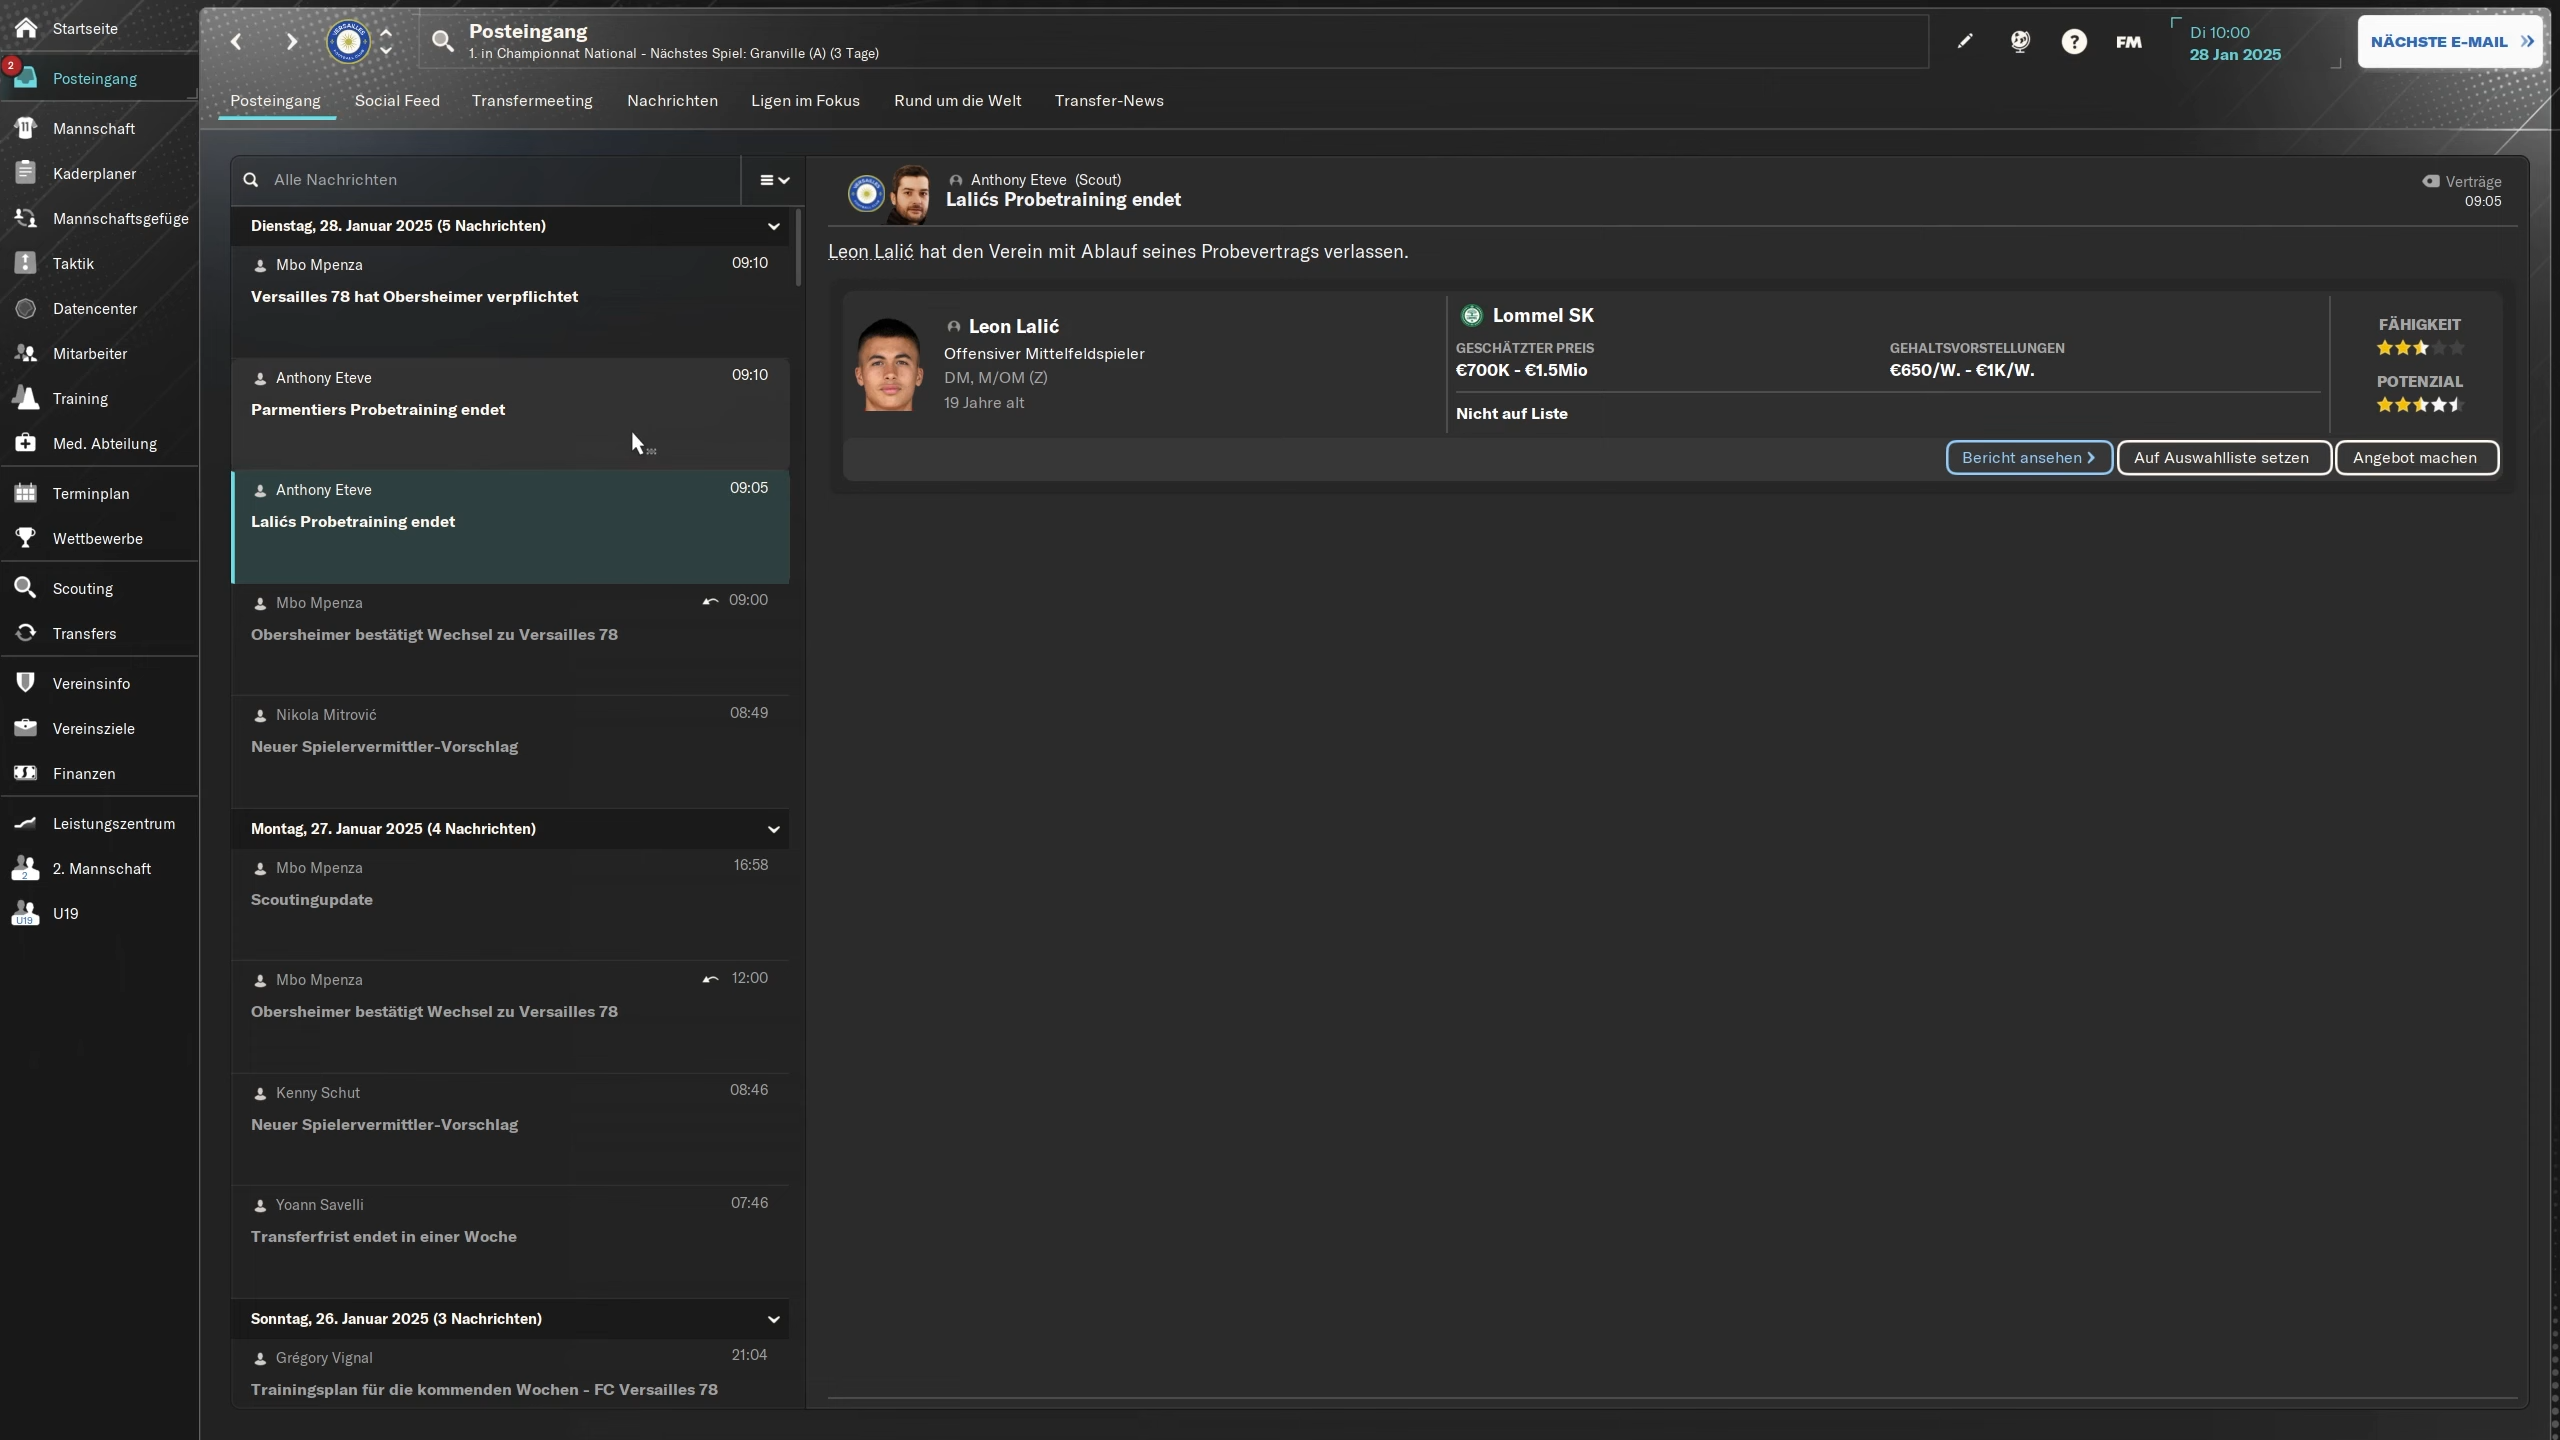 Startseite
2
Posteingang
Mannschaft
Kaderplaner
Mannschaftsgefüge
Taktik
Datencenter
Mitarbeiter
Training
Med. Abteilung
Terminplan
Wettbewerbe
Scouting
Transfers
Vereinsinfo
Vereinsziele
Finanzen
Leistungszentrum
2
2. Mannschaft
U19
U19
Posteingang
1. in Championnat National - Nächstes Spiel: Granville (A) (3 Tage)
?
FM
Di 10:00
28 Jan 2025
NÄCHSTE E-MAIL
Posteingang Social Feed Transfermeeting Nachrichten Ligen im Fokus Rund um die Welt Transfer-News
Alle Nachrichten
Dienstag, 28. Januar 2025 (5 Nachrichten)
Mbo Mpenza 09:10
Versailles 78 hat Obersheimer verpflichtet
Anthony Eteve 09:10
Parmentiers Probetraining endet
Anthony Eteve 09:05
Lalićs Probetraining endet
Mbo Mpenza 09:00
Obersheimer bestätigt Wechsel zu Versailles 78
Nikola Mitrović 08:49
Neuer Spielervermittler-Vorschlag
Montag, 27. Januar 2025 (4 Nachrichten)
Mbo Mpenza 16:58
Scoutingupdate
Mbo Mpenza 12:00
Obersheimer bestätigt Wechsel zu Versailles 78
Kenny Schut 08:46
Neuer Spielervermittler-Vorschlag
Yoann Savelli 07:46
Transferfrist endet in einer Woche
Sonntag, 26. Januar 2025 (3 Nachrichten)
Grégory Vignal 21:04
Trainingsplan für die kommenden Wochen - FC Versailles 78
Anthony Eteve (Scout)
Lalićs Probetraining endet
Verträge
09:05
Leon Lalić hat den Verein mit Ablauf seines Probevertrags verlassen.
Leon Lalić
Offensiver Mittelfeldspieler
DM, M/OM (Z)
19 Jahre alt
Lommel SK
GESCHÄTZTER PREIS
€700K - €1.5Mio
GEHALTSVORSTELLUNGEN
€650/W. - €1K/W.
Nicht auf Liste
FÄHIGKEIT
POTENZIAL
Bericht ansehen
Auf Auswahlliste setzen
Angebot machen